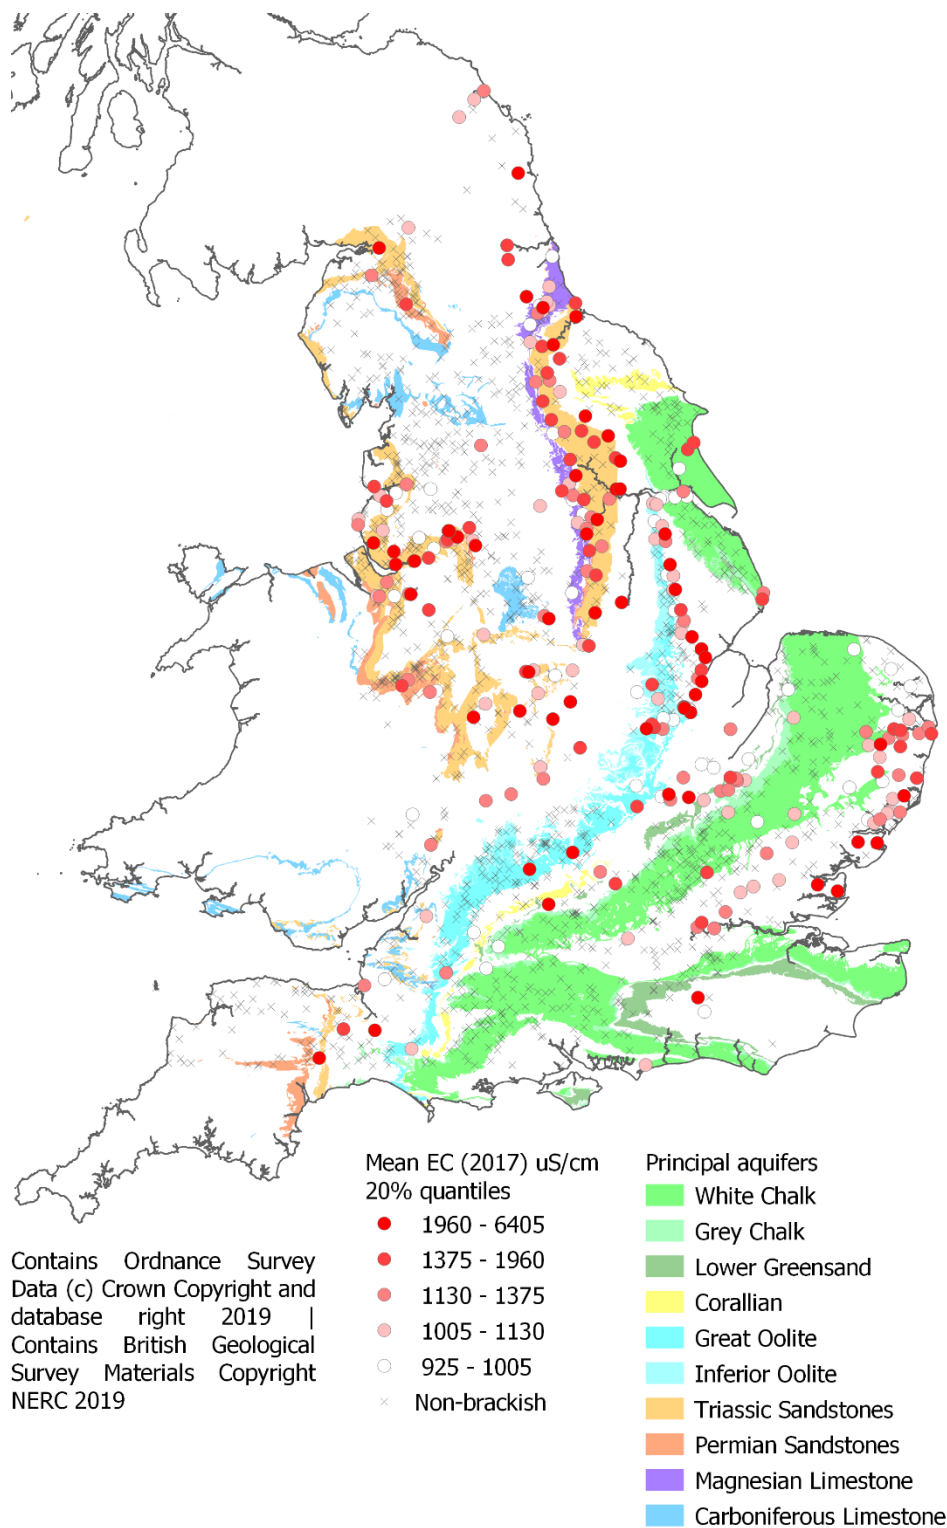 Mean EC (2017) uS/cm
20% quantiles
1960 - 6405
1375 - 1960
1130 - 1375
1005 - 1130
925 - 1005
Non-brackish
Principal aquifers
White Chalk
Grey Chalk
Lower Greensand
Corallian
Great Oolite
Inferior Oolite
Triassic Sandstones
Permian Sandstones
Magnesian Limestone
Carboniferous Limestone
Contains Ordnance Survey
Data (c) Crown Copyright and
database right 2019 |
Contains British Geological
Survey Materials Copyright
NERC 2019